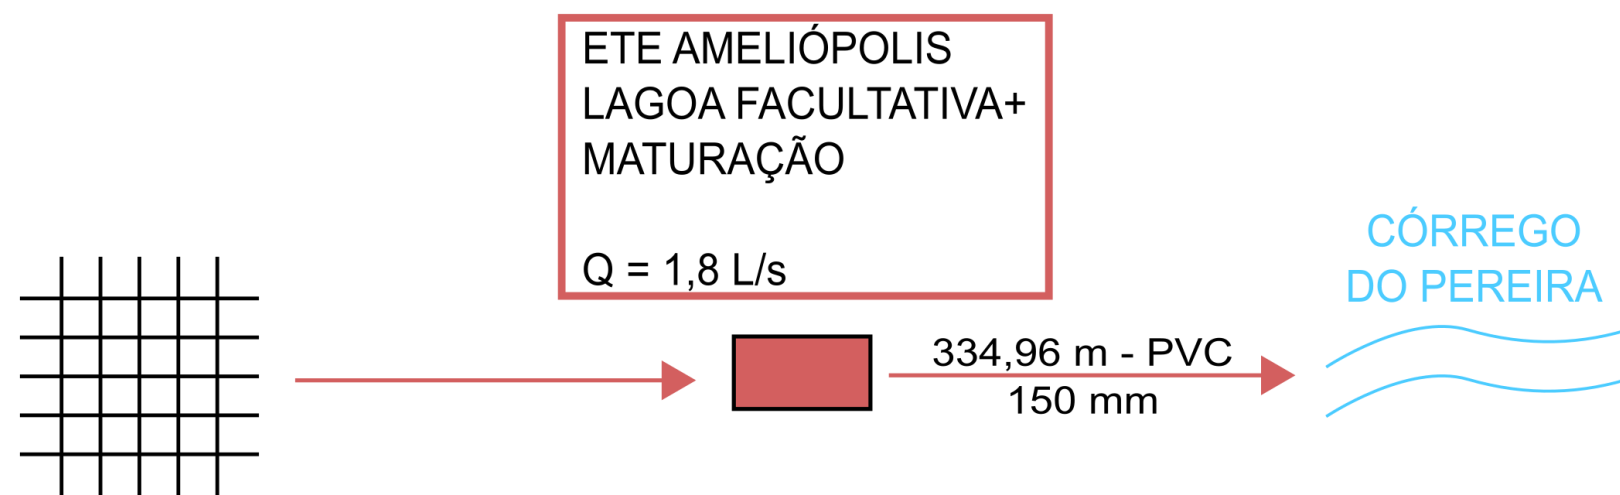 ETE AMELIÓPOLIS
LAGOA FACULTATIVA+
MATURAÇÃO
Q = 1,8 L/s
334,96 m - PVC
150 mm
CÓRREGO
DO PEREIRA